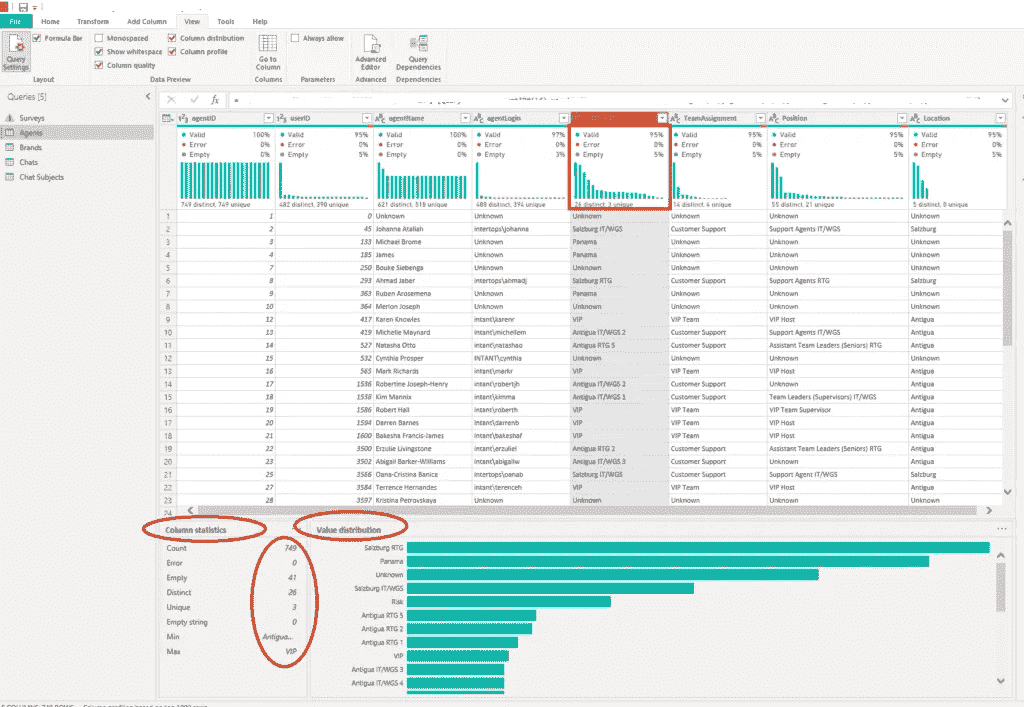 File Home Transform Add Column View Tools Help
Query Settings
Formula Bar
Monospaced
Show whitespace
Column quality
Column distribution
Column profile
Go to Column
Always allow
Advanced Editor
Query Dependencies
Layout Data Preview Columns Parameters Advanced Dependencies
Queries [5]
Surveys
Agents
Brands
Chats
Chat Subjects
fx =
agentID userID agentName agentLogin TeamAssignment Position Location
Valid 100% Valid 95% Valid 100% Valid 97% Valid 95% Valid 95% Valid 95% Valid 95%
Error 0% Error 0% Error 0% Error 0% Error 0% Error 0% Error 0% Error 0%
Empty 0% Empty 5% Empty 0% Empty 3% Empty 5% Empty 5% Empty 5% Empty 5%
749 distinct, 749 unique 482 distinct, 390 unique 621 distinct, 518 unique 488 distinct, 394 unique 26 distinct, 3 unique 14 distinct, 4 unique 55 distinct, 21 unique 5 distinct, 0 unique
1 1 0 Unknown Unknown Unknown Unknown Unknown Unknown
2 2 45 Johanna Atallah intertops\johanna Salzburg IT/WGS Customer Support Support Agents IT/WGS Salzburg
3 3 133 Michael Brome Unknown Panama Unknown Unknown Unknown
4 4 185 James Unknown Panama Unknown Unknown Unknown
5 7 250 Bouke Siebenga Unknown Unknown Unknown Unknown Unknown
6 8 293 Ahmad Jaber intertops\ahmadj Salzburg RTG Customer Support Support Agents RTG Salzburg
7 9 363 Ruben Arosemena Unknown Panama Unknown Unknown Unknown
8 10 364 Merlon Joseph Unknown Unknown Unknown Unknown Unknown
9 12 417 Karen Knowles intant\karenr VIP VIP Team VIP Host Antigua
10 13 419 Michelle Maynard intant\michellem Antigua IT/WGS 2 Customer Support Support Agents IT/WGS Antigua
11 14 527 Natasha Otto intant\natashao Antigua RTG 5 Customer Support Assistant Team Leaders (Seniors) RTG Antigua
12 15 532 Cynthia Prosper INTANT\cynthia Unknown Unknown Unknown Unknown
13 16 565 Mark Richards intant\markr VIP VIP Team VIP Host Antigua
14 17 1536 Robertine Joseph-Henry intant\robertjh Antigua IT/WGS 2 Customer Support Unknown Antigua
15 18 1538 Kim Mannix intant\kimma Antigua IT/WGS 1 Customer Support Team Leaders (Supervisors) IT/WGS Antigua
16 19 1586 Robert Hall intant\roberth VIP VIP Team VIP Team Supervisor Antigua
17 20 1594 Darren Barnes intant\darrenb VIP VIP Team VIP Host Antigua
18 21 1600 Bakesha Francis-James intant\bakeshaf VIP VIP Team VIP Host Antigua
19 22 3500 Erzulie Livingstone intant\erzuliel Antigua RTG 2 Customer Support Assistant Team Leaders (Seniors) RTG Antigua
20 23 3502 Abigail Barker-Williams intant\abigailw Antigua IT/WGS 3 Customer Support Unknown Antigua
21 25 3566 Oana-Cristina Banica intertops\oanab Salzburg IT/WGS Customer Support Support Agent IT/WGS Salzburg
22 27 3584 Terrence Hernandes intant\terenceh VIP VIP Team VIP Host Antigua
23 28 3597 Kristina Petrovskaya Unknown Unknown Unknown Unknown Unknown
24
Column statistics
Count 749
Error 0
Empty 41
Distinct 26
Unique 3
Empty string 0
Min Antigua...
Max VIP
Value distribution
Salzburg RTG
Panama
Unknown
Salzburg IT/WGS
Risk
Antigua RTG 5
Antigua RTG 2
Antigua RTG 1
VIP
Antigua IT/WGS 3
Antigua IT/WGS 4